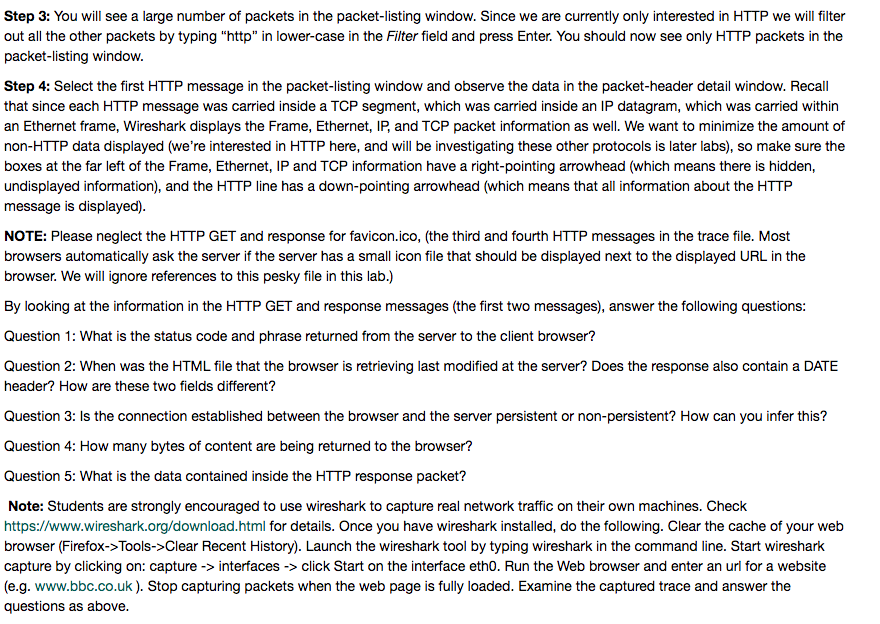 Step 3: You will see a large number of packets in the packet-listing window. Since we are currently only interested in HTTP we will filter
out all the other packets by typing “http” in lower-case in the Filter field and press Enter. You should now see only HTTP packets in the
packet-listing window.
Step 4: Select the first HTTP message in the packet-listing window and observe the data in the packet-header detail window. Recall
that since each HTTP message was carried inside a TCP segment, which was carried inside an IP datagram, which was carried within
an Ethernet frame, Wireshark displays the Frame, Ethernet, IP, and TCP packet information as well. We want to minimize the amount of
non-HTTP data displayed (we’re interested in HTTP here, and will be investigating these other protocols is later labs), so make sure the
boxes at the far left of the Frame, Ethernet, IP and TCP information have a right-pointing arrowhead (which means there is hidden,
undisplayed information), and the HTTP line has a down-pointing arrowhead (which means that all information about the HTTP
message is displayed).
NOTE: Please neglect the HTTP GET and response for favicon.ico, (the third and fourth HTTP messages in the trace file. Most
browsers automatically ask the server if the server has a small icon file that should be displayed next to the displayed URL in the
browser. We will ignore references to this pesky file in this lab.)
By looking at the information in the HTTP GET and response messages (the first two messages), answer the following questions:
Question 1: What is the status code and phrase returned from the server to the client browser?
Question 2: When was the HTML file that the browser is retrieving last modified at the server? Does the response also contain a DATE
header? How are these two fields different?
Question 3: Is the connection established between the browser and the server persistent or non-persistent? How can you infer this?
Question 4: How many bytes of content are being returned to the browser?
Question 5: What is the data contained inside the HTTP response packet?
Note: Students are strongly encouraged to use wireshark to capture real network traffic on their own machines. Check
https://www.wireshark.org/download.html for details. Once you have wireshark installed, do the following. Clear the cache of your web
browser (Firefox->Tools->Clear Recent History). Launch the wireshark tool by typing wireshark in the command line. Start wireshark
capture by clicking on: capture -> interfaces -> click Start on the interface eth0. Run the Web browser and enter an url for a website
(e.g. www.bbc.co.uk ). Stop capturing packets when the web page is fully loaded. Examine the captured trace and answer the
questions as above.